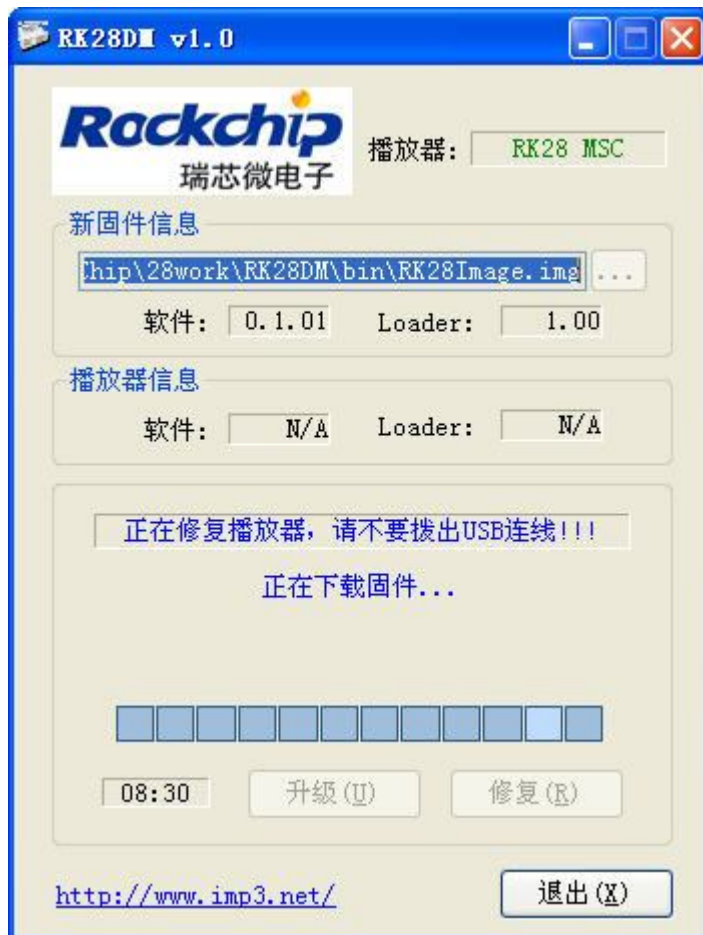 RK28DM v1.0
Rockchip
瑞芯微电子
播放器: RK28 MSC
新固件信息
Chip\28work\RK28DM\bin\RK28Image.img ...
软件: 0.1.01 Loader: 1.00
播放器信息
软件: N/A Loader: N/A
正在修复播放器，请不要拨出USB连线!!!
正在下载固件...
08:30 升级(U) 修复(R)
http://www.imp3.net/ 退出(X)